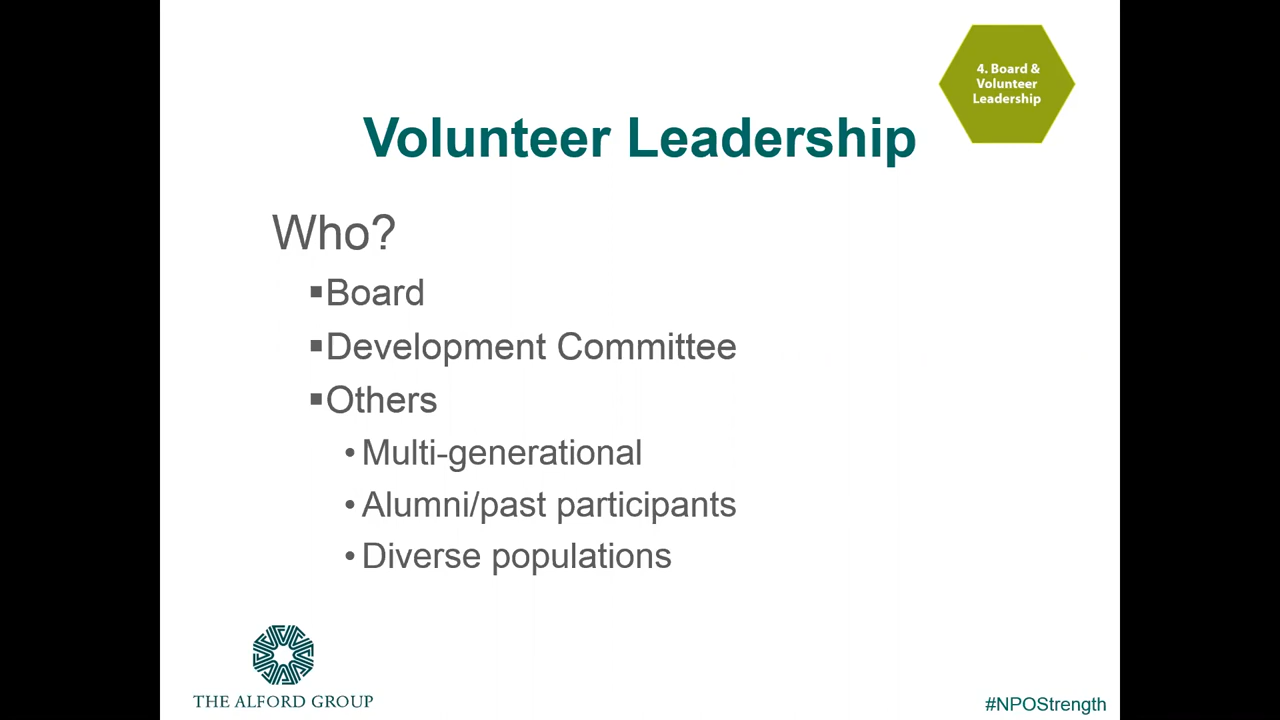 4. Board &
Volunteer
Leadership
Volunteer Leadership
Who?
▪Board
▪Development Committee
▪Others
•Multi-generational
•Alumni/past participants
•Diverse populations
THE ALFORD GROUP
#NPOStrength